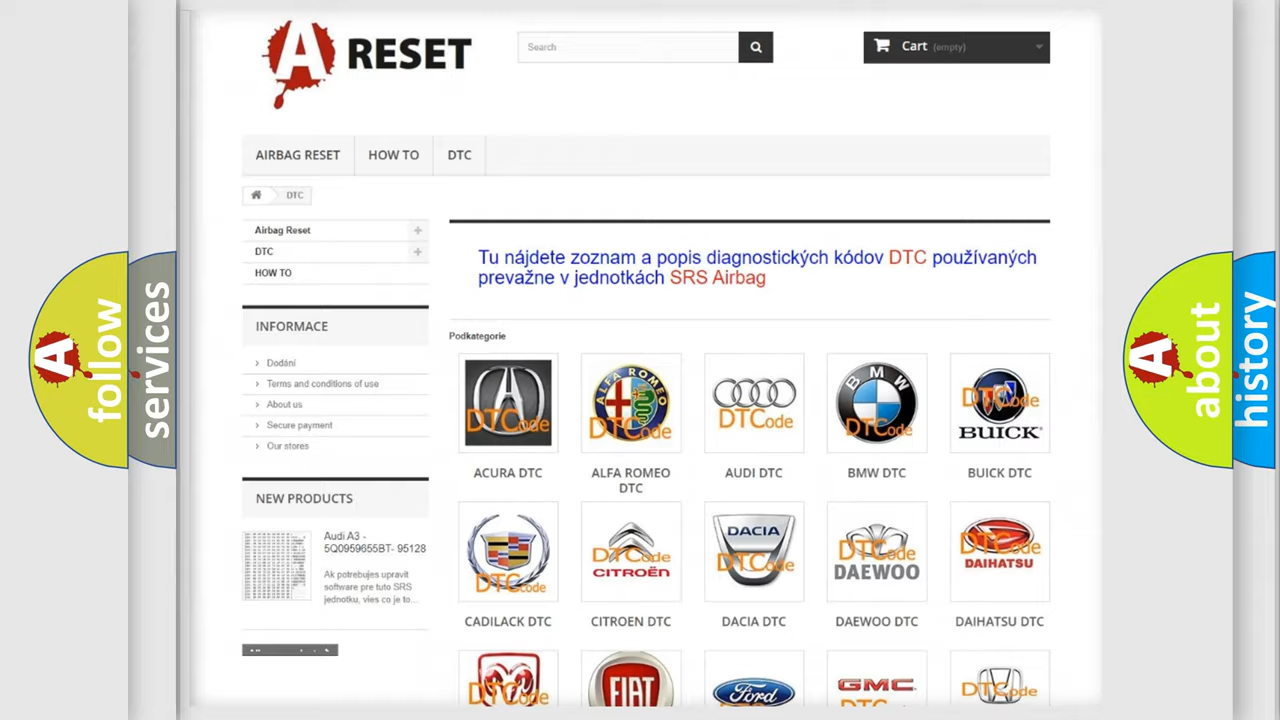 A RESET
Search
Cart (empty)
AIRBAG RESET
HOW TO
DTC
DTC
Airbag Reset
DTC
HOW TO
INFORMACE
Dodání
Terms and conditions of use
About us
Secure payment
Our stores
NEW PRODUCTS
Audi A3 -
5Q0959655BT- 95128
Ak potrebujes upravit
software pre tuto SRS
jednotku, vies co je to...
Tu nájdete zoznam a popis diagnostických kódov DTC používaných
prevažne v jednotkách SRS Airbag
Podkategorie
DTCode
ALFA ROMEO
DTCode
DTCode
BMW
DTCode
DTCode
BUICK
ACURA DTC
ALFA ROMEO
DTC
AUDI DTC
BMW DTC
BUICK DTC
DTCode
DTCode
CITROËN
DACIA
DTCode
DTCode
DAEWOO
DTCode
DAIHATSU
CADILACK DTC
CITROEN DTC
DACIA DTC
DAEWOO DTC
DAIHATSU DTC
DTCode
FIAT
Ford
GMC
DTCode
A follow
services
A about
history